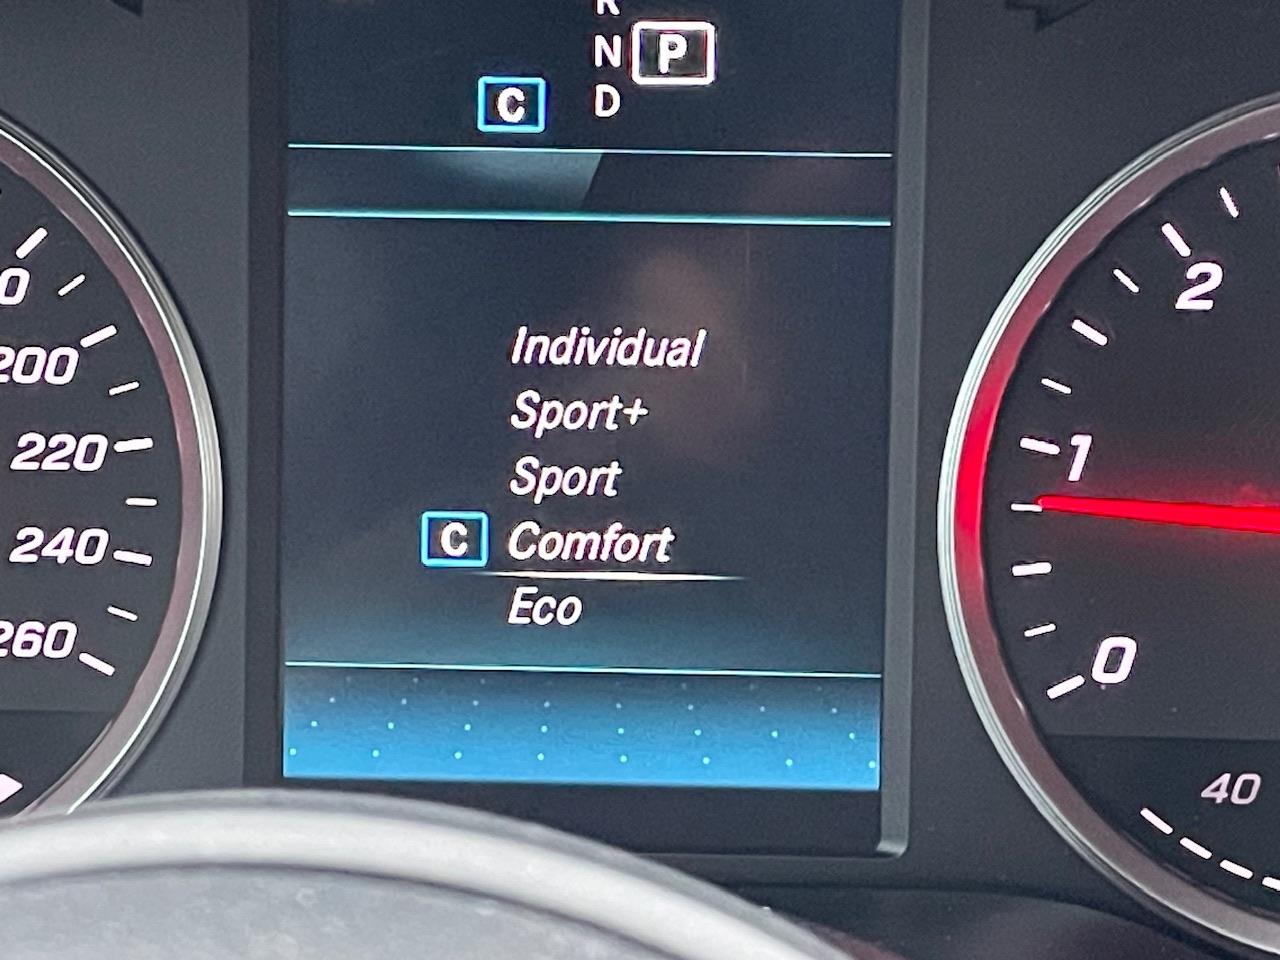 R
N P
C D
Individual
Sport+
Sport
C Comfort
Eco
200
220
240
260
2
1
0
40